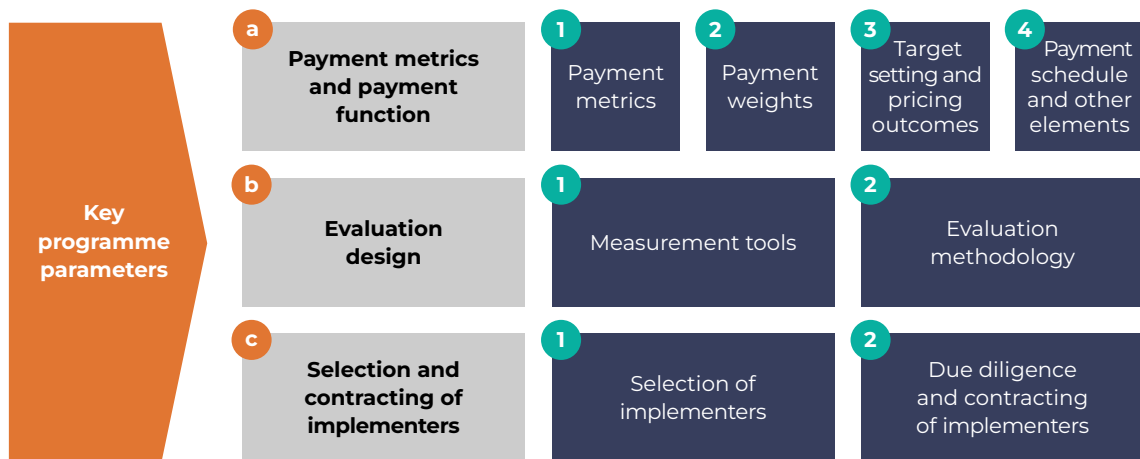 Key
programme
parameters
a
Payment metrics
and payment
function
1
Payment
metrics
2
Payment
weights
3
Target
setting and
pricing
outcomes
4
Payment
schedule
and other
elements
b
Evaluation
design
1
Measurement tools
2
Evaluation
methodology
c
Selection and
contracting of
implementers
1
Selection of
implementers
2
Due diligence
and contracting
of implementers